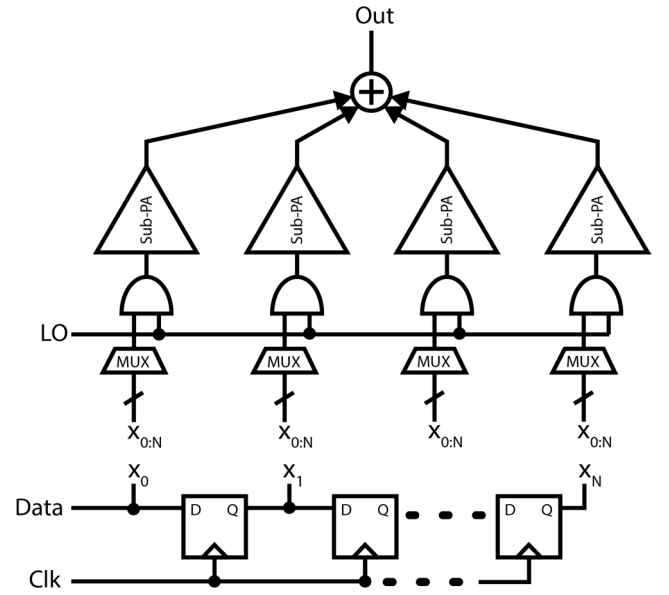 Out
Sub-PA Sub-PA Sub-PA Sub-PA
LO
MUX MUX MUX MUX
x0:N x0:N x0:N x0:N
x0 x1 xN
Data D Q D Q D Q
Clk